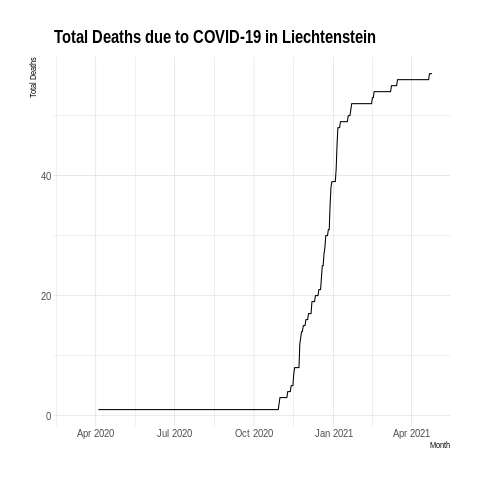 Total Deaths due to COVID-19 in Liechtenstein
Total Deaths
40
20
0
Apr 2020 Jul 2020 Oct 2020 Jan 2021 Apr 2021
Month